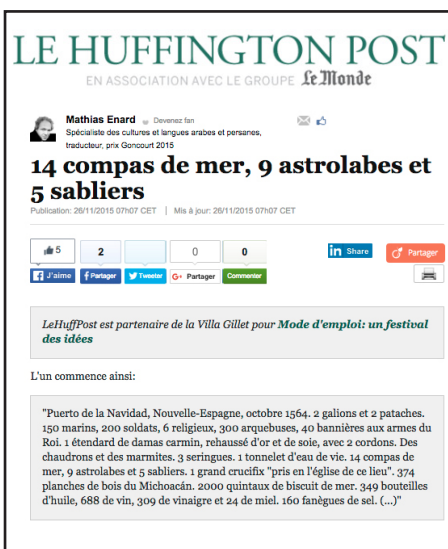 LE HUFFINGTON POST
EN ASSOCIATION AVEC LE GROUPE Le Monde
Mathias Enard Devenez fan
Spécialiste des cultures et langues arabes et persanes,
traducteur, prix Goncourt 2015
14 compas de mer, 9 astrolabes et
5 sabliers
Publication: 26/11/2015 07h07 CET | Mis à jour: 26/11/2015 07h07 CET
5 2 0 0
in Share Partager
J'aime Partager Tweeter G+ Partager Commenter
LeHuffPost est partenaire de la Villa Gillet pour Mode d'emploi: un festival
des idées
L'un commence ainsi:
"Puerto de la Navidad, Nouvelle-Espagne, octobre 1564. 2 galions et 2 pataches.
150 marins, 200 soldats, 6 religieux, 300 arquebuses, 40 bannières aux armes du
Roi. 1 étendard de damas carmin, rehaussé d'or et de soie, avec 2 cordons. Des
chaudrons et des marmites. 3 seringues. 1 tonnelet d'eau de vie. 14 compas de
mer, 9 astrolabes et 5 sabliers. 1 grand crucifix "pris en l'église de ce lieu". 374
planches de bois du Michoacán. 2000 quintaux de biscuit de mer. 349 bouteilles
d'huile, 688 de vin, 309 de vinaigre et 24 de miel. 160 fanègues de sel. (...)"